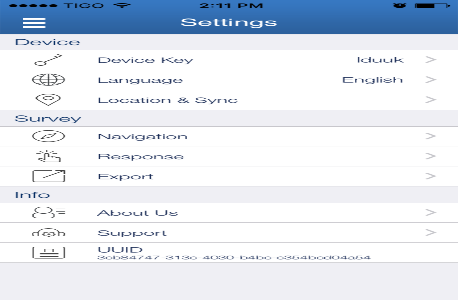 TIGO 2:11 PM
Settings
Device
Device Key Iduuk
Language English
Location & Sync
Survey
Navigation
Response
Export
Info
About Us
Support
UUID